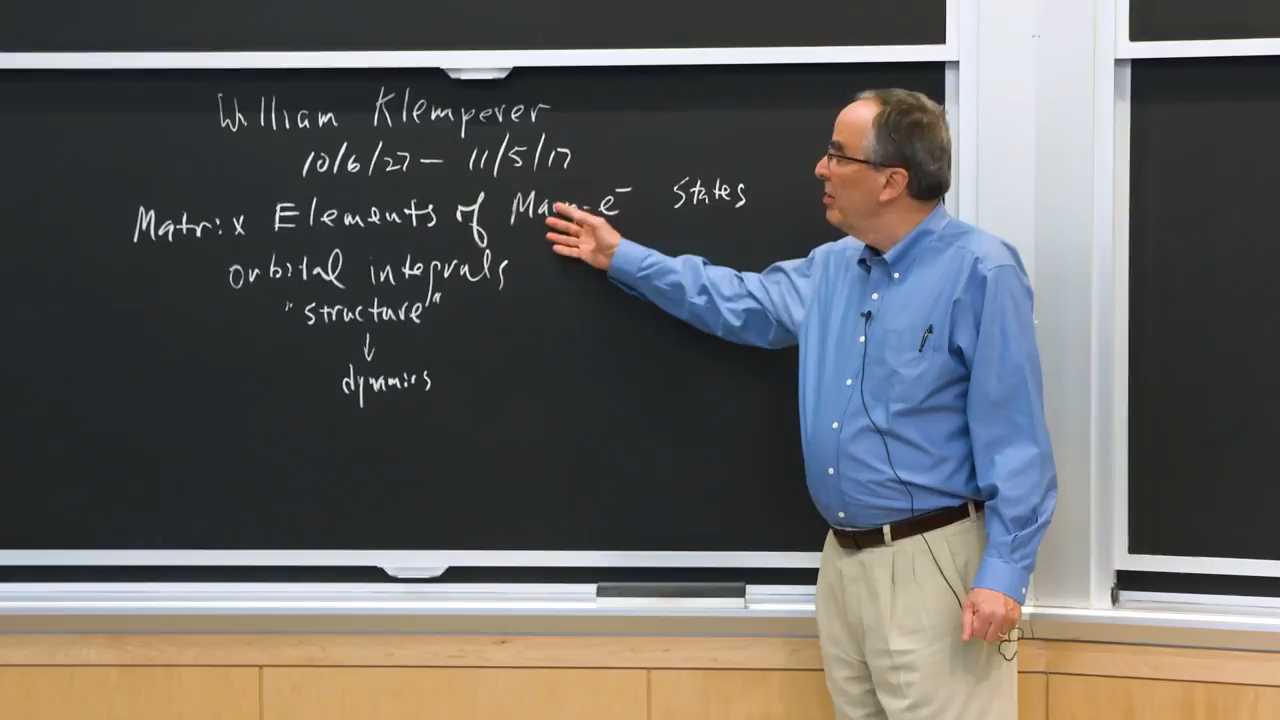 William Klemperer
10/6/27 – 11/5/17
Matrix Elements of Many-e⁻ States
orbital integrals
"structure"
↓
dynamics